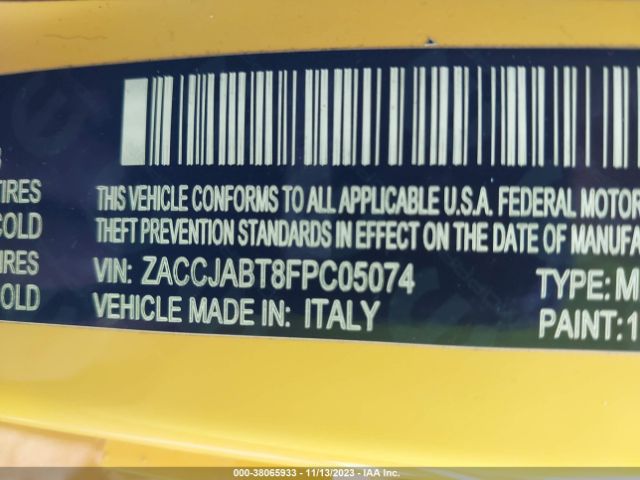 THIS VEHICLE CONFORMS TO ALL APPLICABLE U.S.A. FEDERAL MOTOR
THEFT PREVENTION STANDARDS IN EFFECT ON THE DATE OF MANUFA
VIN: ZACCJABT8FPC05074 TYPE: M
VEHICLE MADE IN: ITALY PAINT: 1
TIRES
COLD
TIRES
COLD
000-38065933 - 11/13/2023 - © IAA Inc.